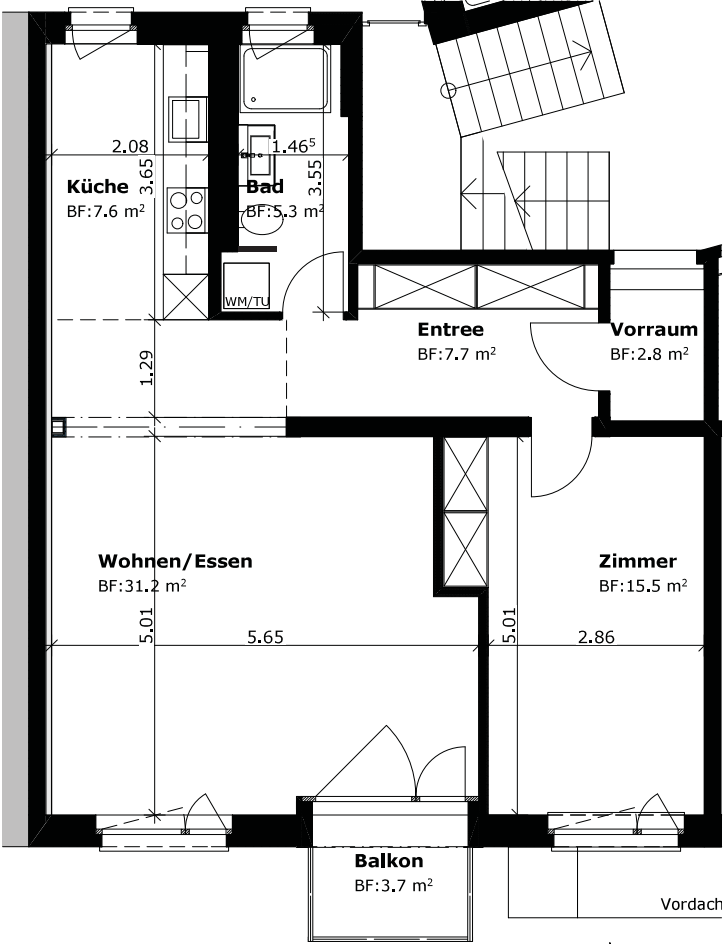 2.08
3.65
Küche
BF:7.6 m²
1.46⁵
3.55
Bad
BF:5.3 m²
WM/TU
Entree
BF:7.7 m²
Vorraum
BF:2.8 m²
1.29
Wohnen/Essen
BF:31.2 m²
5.01
5.65
Zimmer
BF:15.5 m²
5.01
2.86
Balkon
BF:3.7 m²
Vordach